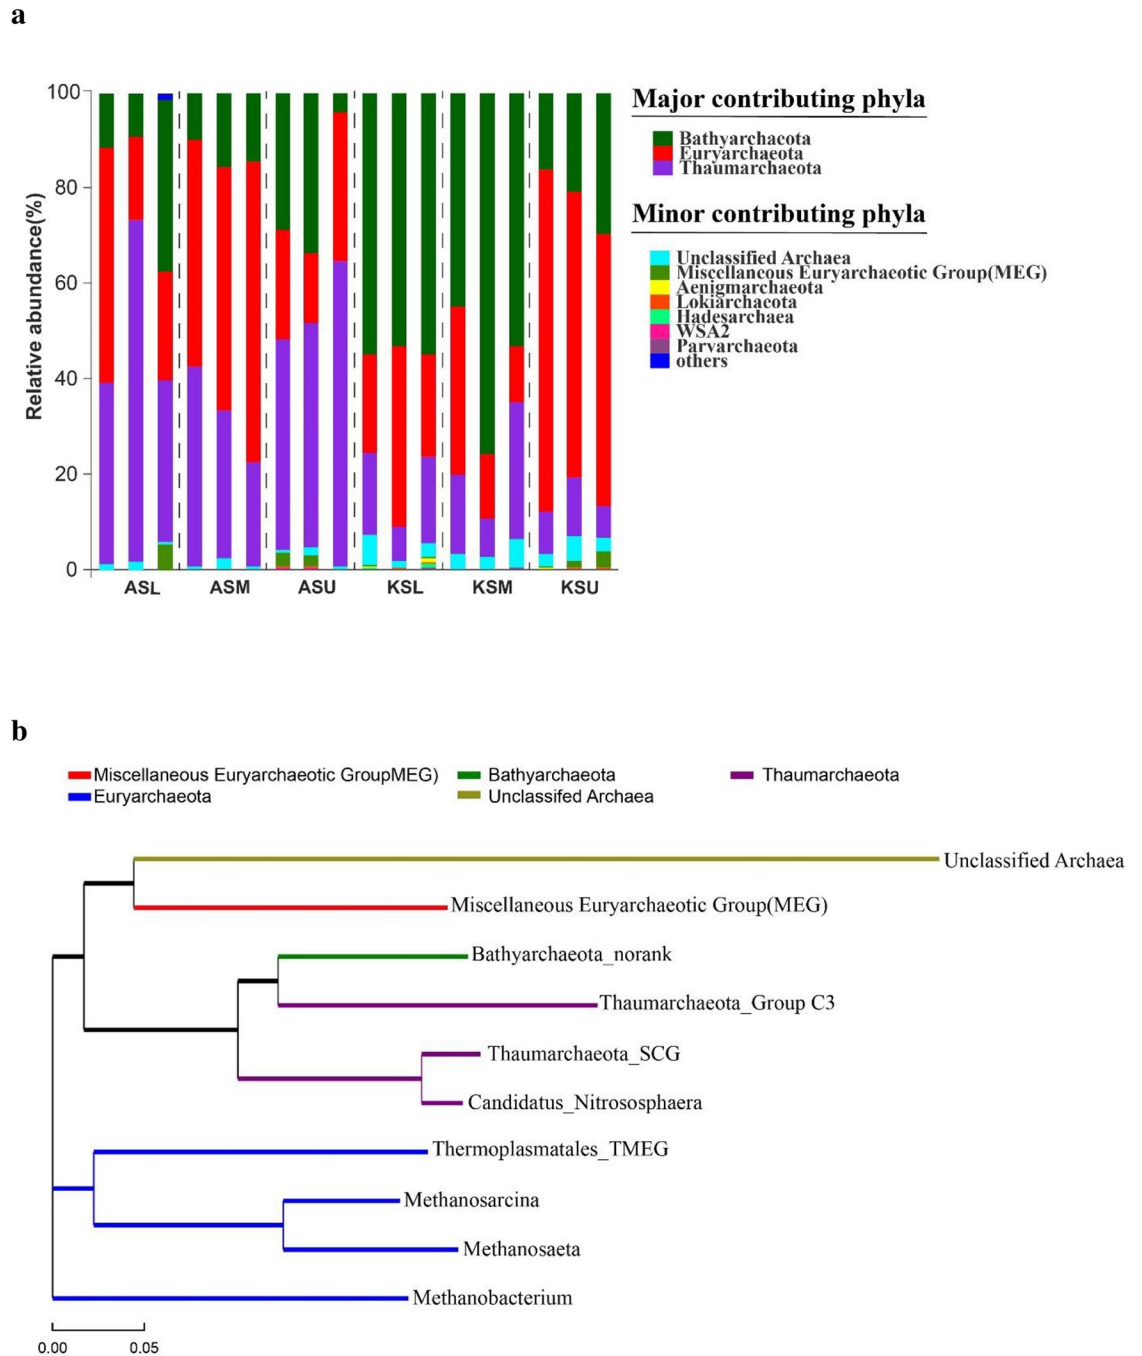 a
100
80
60
40
20
0
Relative abundance(%)
ASL ASM ASU KSL KSM KSU
Major contributing phyla
Bathyarchaeota
Euryarchaeota
Thaumarchaeota
Minor contributing phyla
Unclassified Archaea
Miscellaneous Euryarchaeotic Group(MEG)
Aenigmarchaeota
Lokiarchaeota
Hadesarchaea
WSA2
Parvarchaeota
others
b
Miscellaneous Euryarchaeotic GroupMEG) Bathyarchaeota Thaumarchaeota
Euryarchaeota Unclassifed Archaea
Unclassified Archaea
Miscellaneous Euryarchaeotic Group(MEG)
Bathyarchaeota_norank
Thaumarchaeota_Group C3
Thaumarchaeota_SCG
Candidatus_Nitrososphaera
Thermoplasmatales_TMEG
Methanosarcina
Methanosaeta
Methanobacterium
0.00 0.05